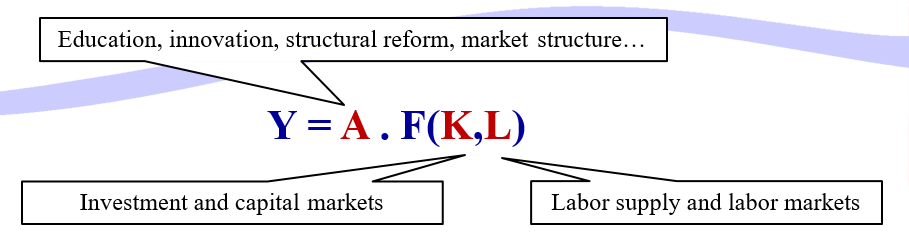 Education, innovation, structural reform, market structure…
Y = A . F(K,L)
Investment and capital markets
Labor supply and labor markets